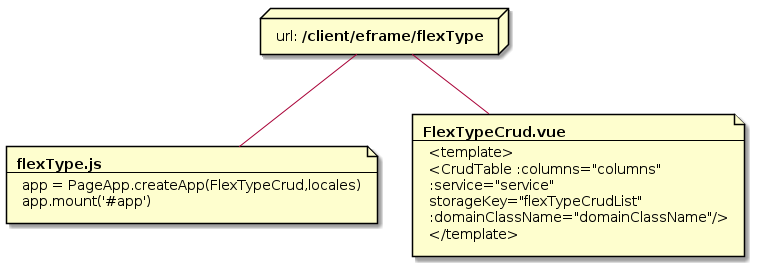 url: /client/eframe/flexType
flexType.js
app = PageApp.createApp(FlexTypeCrud,locales)
app.mount('#app')
FlexTypeCrud.vue
<template>
<CrudTable :columns="columns"
:service="service"
storageKey="flexTypeCrudList"
:domainClassName="domainClassName"/>
</template>